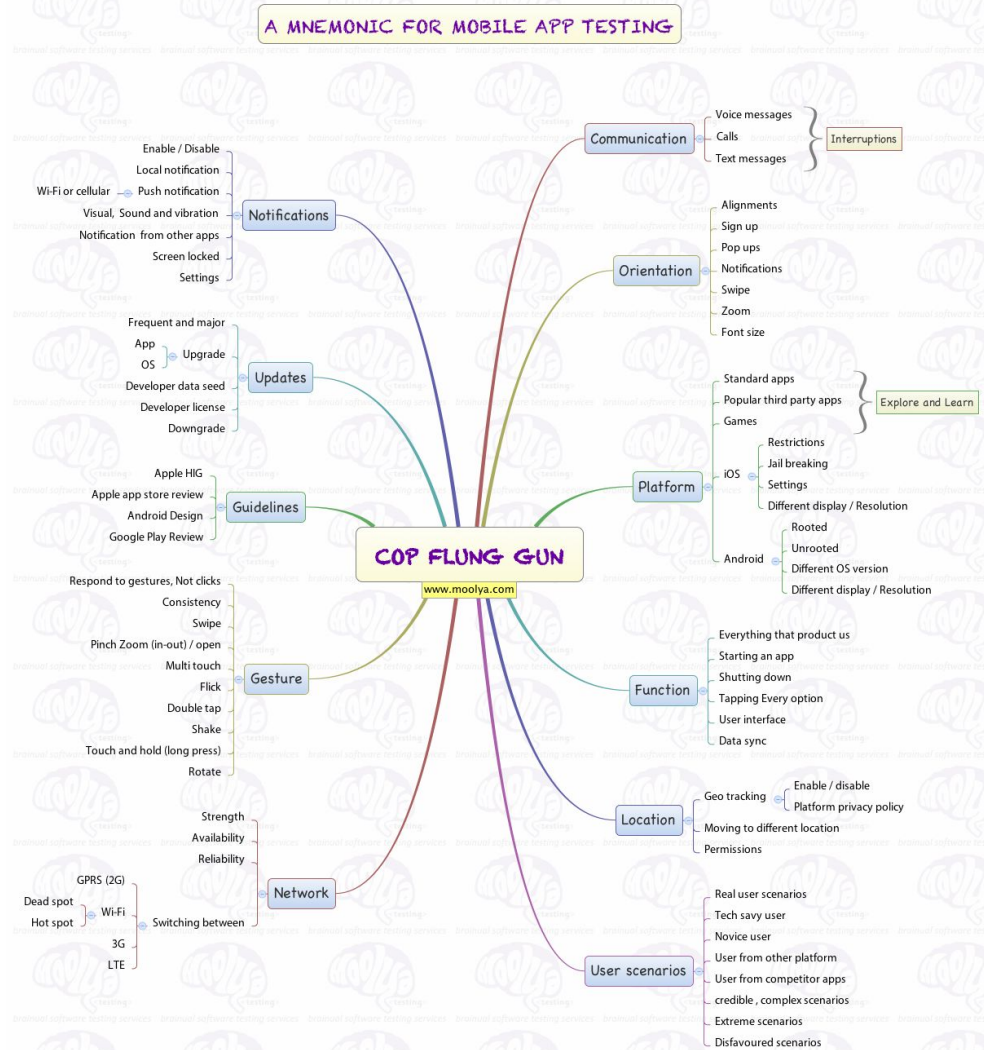 A MNEMONIC FOR MOBILE APP TESTING
COP FLUNG GUN
www.moolya.com
Communication
Voice messages
Calls
Text messages
Interruptions
Orientation
Alignments
Sign up
Pop ups
Notifications
Swipe
Zoom
Font size
Platform
Standard apps
Popular third party apps
Games
Explore and Learn
iOS
Restrictions
Jail breaking
Settings
Different display / Resolution
Android
Rooted
Unrooted
Different OS version
Different display / Resolution
Function
Everything that product us
Starting an app
Shutting down
Tapping Every option
User interface
Data sync
Location
Geo tracking
Enable / disable
Platform privacy policy
Moving to different location
Permissions
User scenarios
Real user scenarios
Tech savy user
Novice user
User from other platform
User from competitor apps
credible , complex scenarios
Extreme scenarios
Disfavoured scenarios
Notifications
Enable / Disable
Local notification
Push notification
Wi-Fi or cellular
Visual, Sound and vibration
Notification from other apps
Screen locked
Settings
Updates
Frequent and major
Upgrade
App
OS
Developer data seed
Developer license
Downgrade
Guidelines
Apple HIG
Apple app store review
Android Design
Google Play Review
Gesture
Respond to gestures, Not clicks
Consistency
Swipe
Pinch Zoom (in-out) / open
Multi touch
Flick
Double tap
Shake
Touch and hold (long press)
Rotate
Network
Strength
Availability
Reliability
Switching between
GPRS (2G)
Wi-Fi
Dead spot
Hot spot
3G
LTE